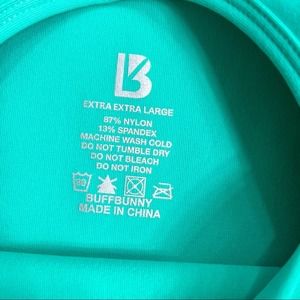 B
EXTRA EXTRA LARGE
87% NYLON
13% SPANDEX
MACHINE WASH COLD
DO NOT TUMBLE DRY
DO NOT BLEACH
DO NOT IRON
30
BUFFBUNNY
MADE IN CHINA